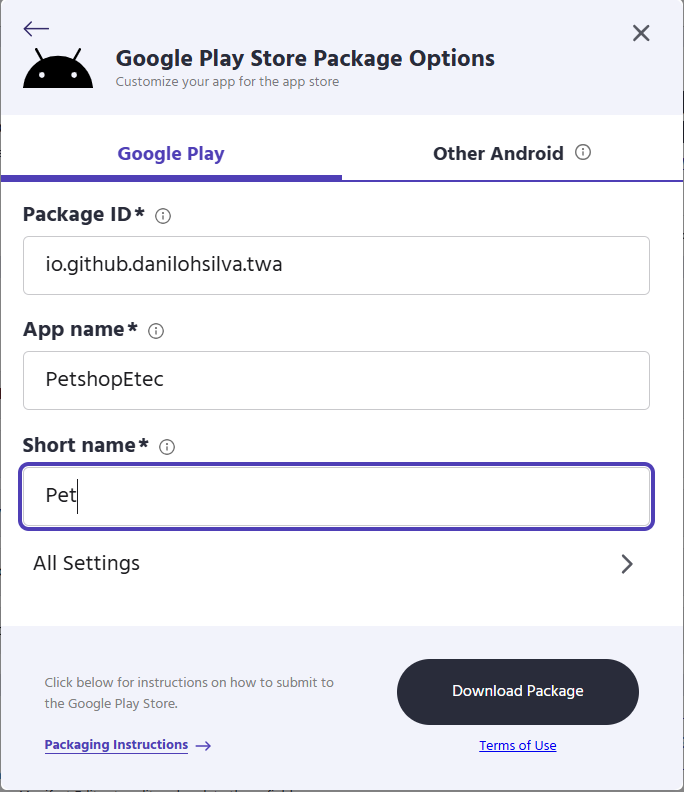 Google Play Store Package Options
Customize your app for the app store
Google Play
Other Android
Package ID*
io.github.danilohsilva.twa
App name*
PetshopEtec
Short name*
Pet
All Settings
Click below for instructions on how to submit to
the Google Play Store.
Download Package
Packaging Instructions
Terms of Use